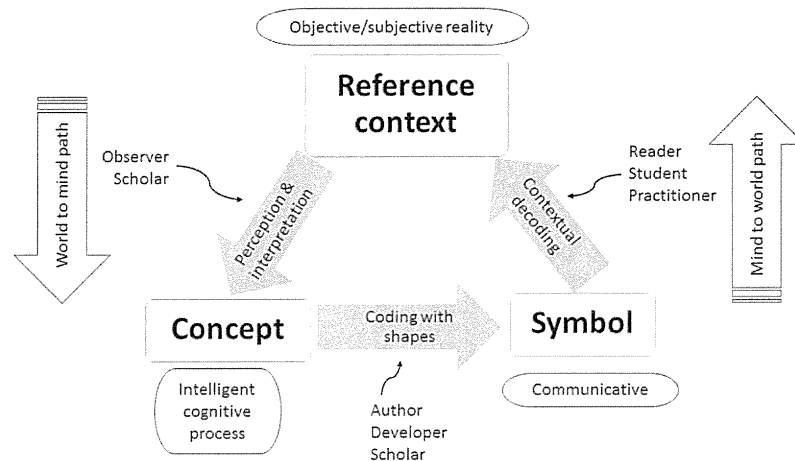 Objective/subjective reality
Reference
context
World to mind path
Observer
Scholar
Perception &
interpretation
Contextual
decoding
Reader
Student
Practitioner
Mind to world path
Concept
Coding with
shapes
Symbol
Intelligent
cognitive
process
Author
Developer
Scholar
Communicative